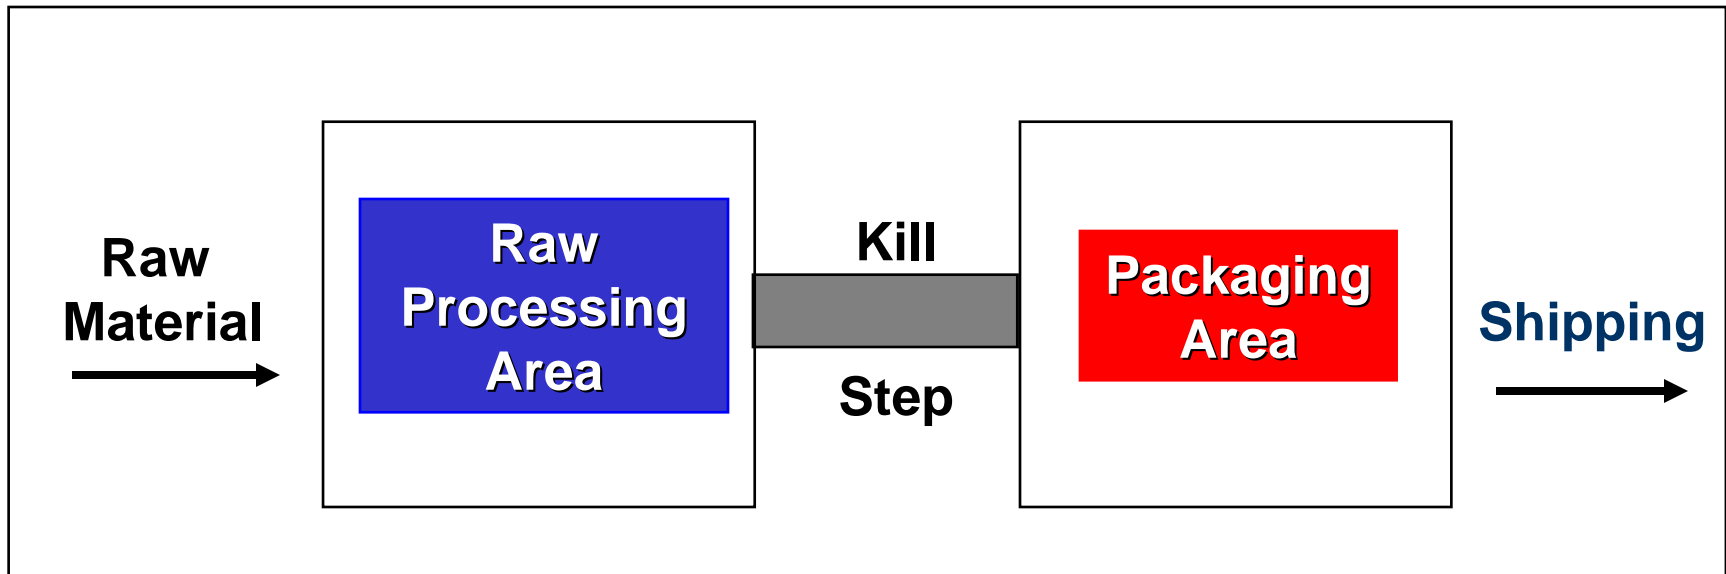 Raw
Material
Raw
Processing
Area
Kill
Step
Packaging
Area
Shipping